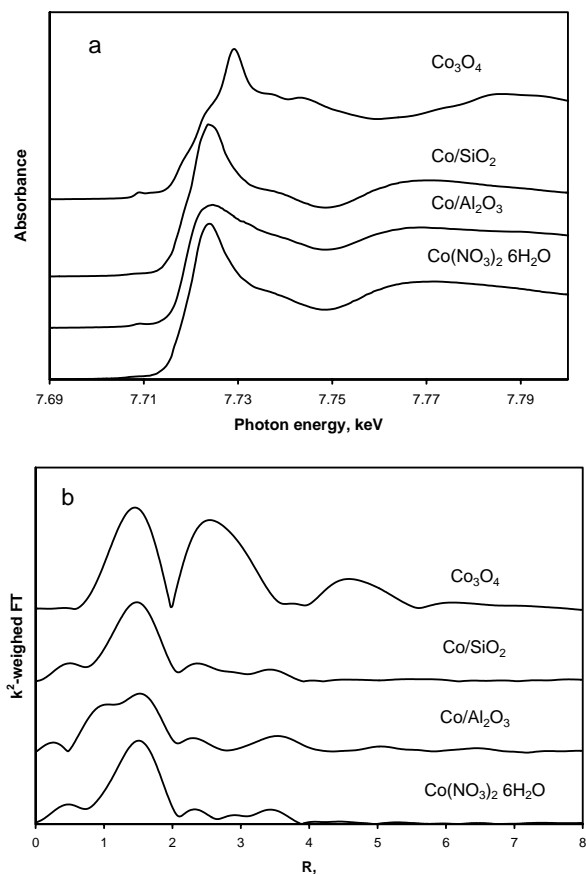 a
Co₃O₄
Co/SiO₂
Co/Al₂O₃
Co(NO₃)₂ 6H₂O
Absorbance
7.69 7.71 7.73 7.75 7.77 7.79
Photon energy, keV
b
Co₃O₄
Co/SiO₂
Co/Al₂O₃
Co(NO₃)₂ 6H₂O
k²-weighed FT
0 1 2 3 4 5 6 7 8
R,